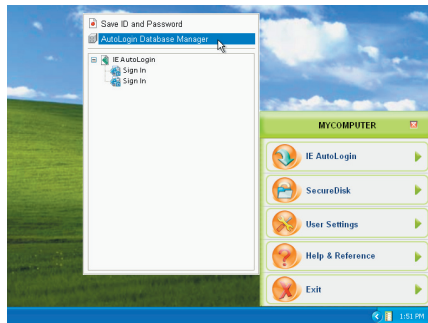 Save ID and Password
AutoLogin Database Manager
IE AutoLogin
Sign In
Sign In
MYCOMPUTER
IE AutoLogin
SecureDisk
User Settings
Help & Reference
Exit
1:51 PM